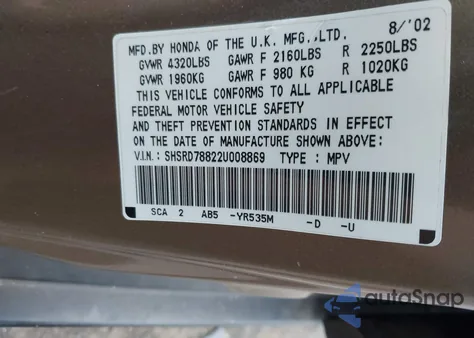 MFD.BY HONDA OF THE U.K. MFG.,LTD. 8/'02
GVWR 4320LBS GAWR F 2160LBS R 2250LBS
GVWR 1960KG GAWR F 980 KG R 1020KG
THIS VEHICLE CONFORMS TO ALL APPLICABLE
FEDERAL MOTOR VEHICLE SAFETY
AND THEFT PREVENTION STANDARDS IN EFFECT
ON THE DATE OF MANUFACTURE SHOWN ABOVE:
V.I.N.: SHSRD78822U008869 TYPE : MPV
SCA 2 AB5 -YR535M -D -U
autoSnap